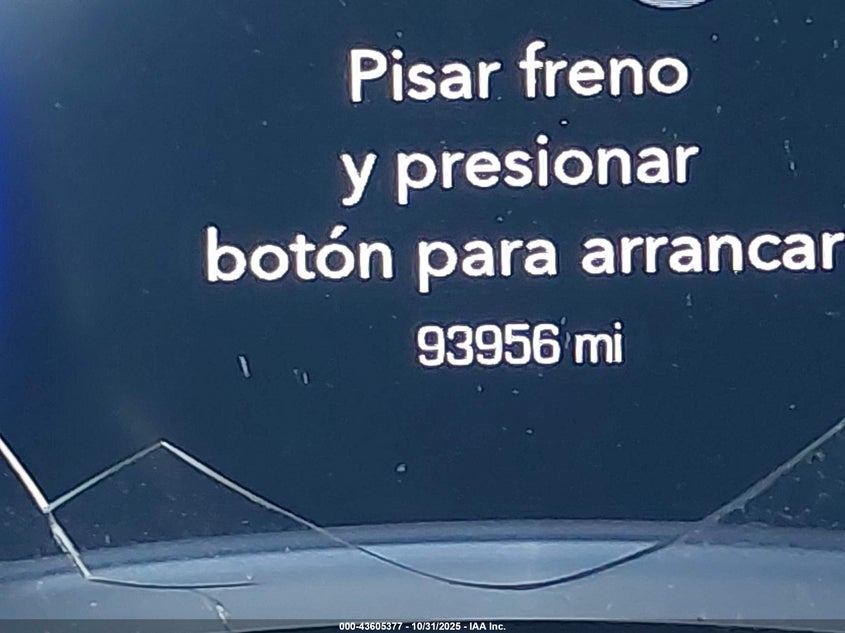 Pisar freno
y presionar
botón para arrancar
93956 mi
000-43605377 - 10/31/2025 - IAA Inc.